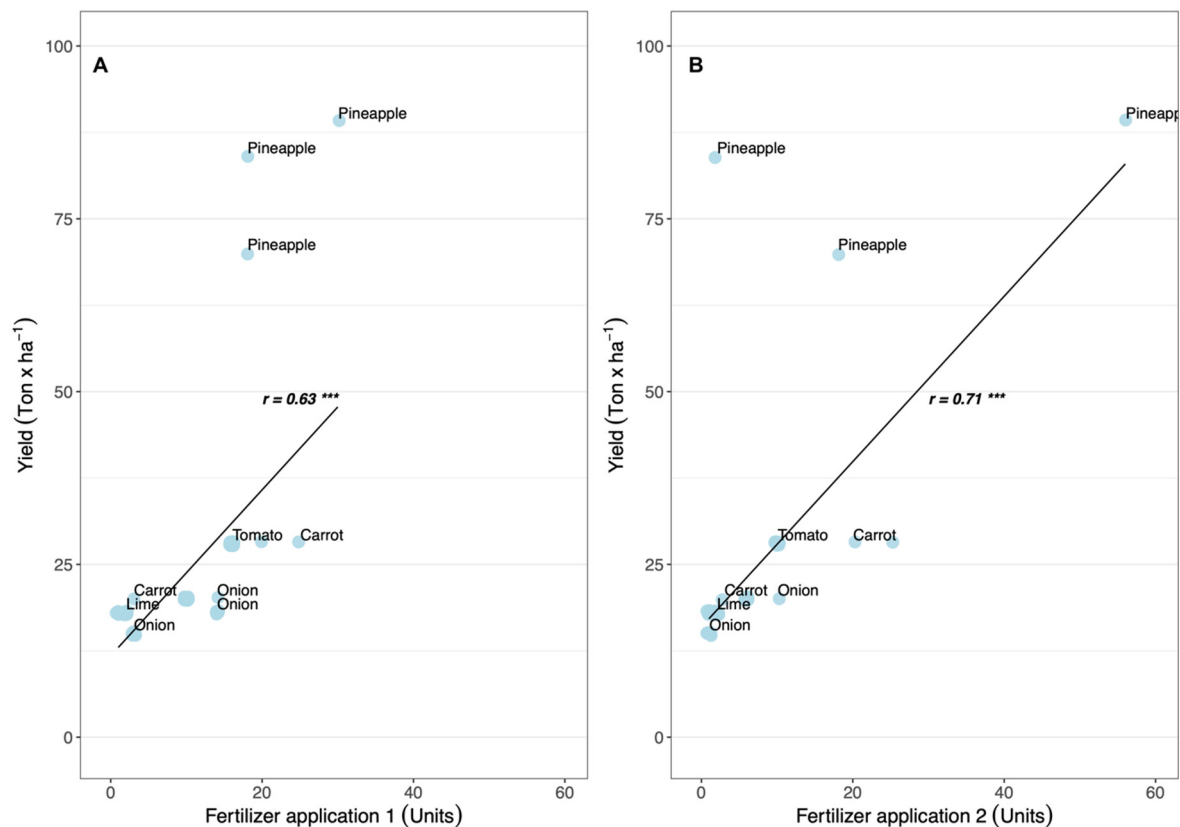 100
A
Pineapple
Pineapple
75
Pineapple
50
r = 0.63 ***
Tomato
Carrot
25
Carrot
Onion
Lime
Onion
Onion
0
0
20
40
60
Yield (Ton x ha⁻¹)
Fertilizer application 1 (Units)
100
B
Pineapp
Pineapple
75
Pineapple
50
r = 0.71 ***
Tomato
Carrot
25
Carrot
Onion
Lime
Onion
0
0
20
40
60
Yield (Ton x ha⁻¹)
Fertilizer application 2 (Units)